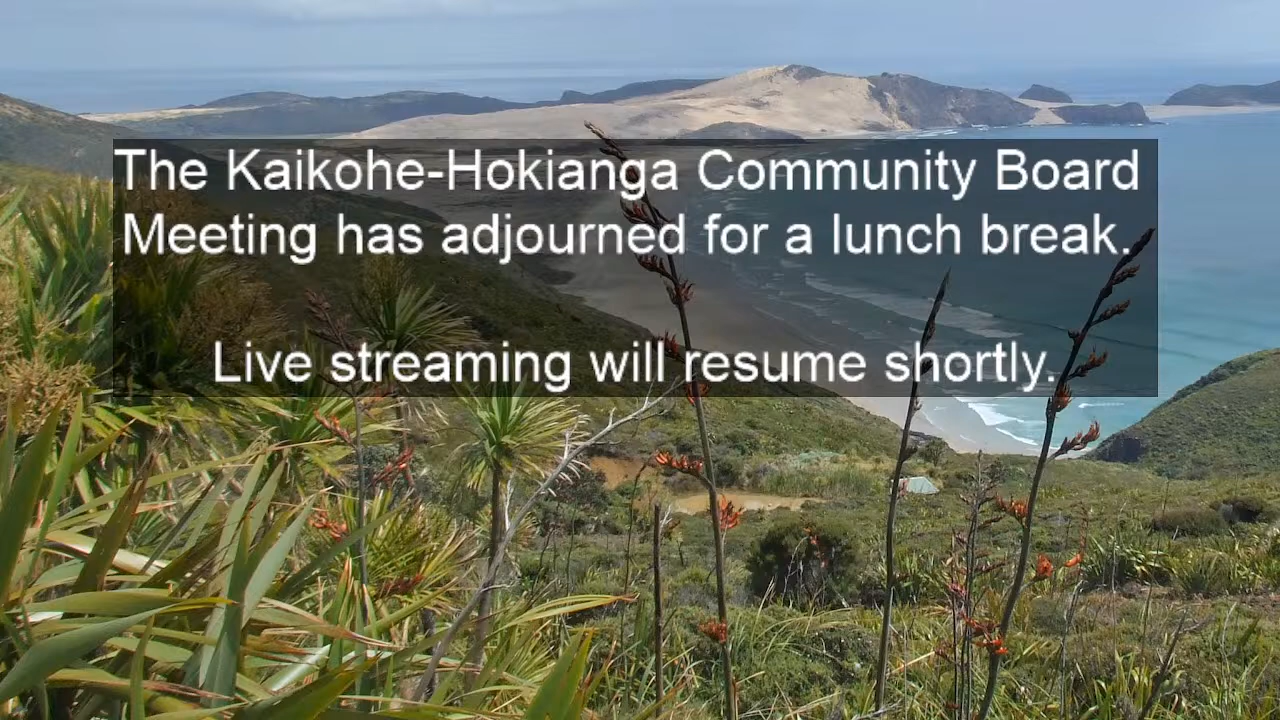 The Kaikohe-Hokianga Community Board
Meeting has adjourned for a lunch break.
Live streaming will resume shortly.